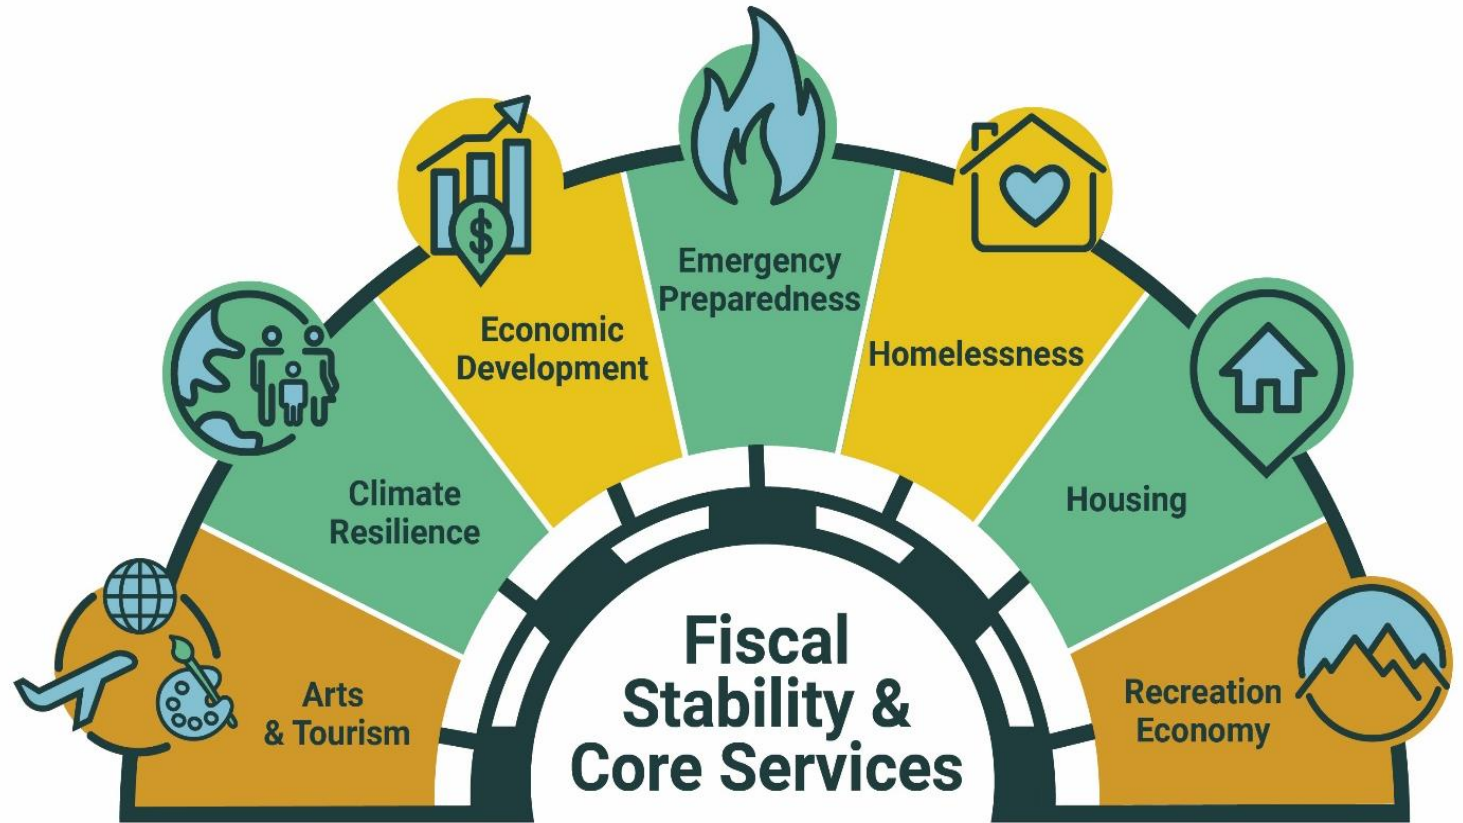 Emergency
Preparedness
Economic
Development
$
Homelessness
Climate
Resilience
Housing
Arts
& Tourism
Recreation
Economy
Fiscal
Stability &
Core Services